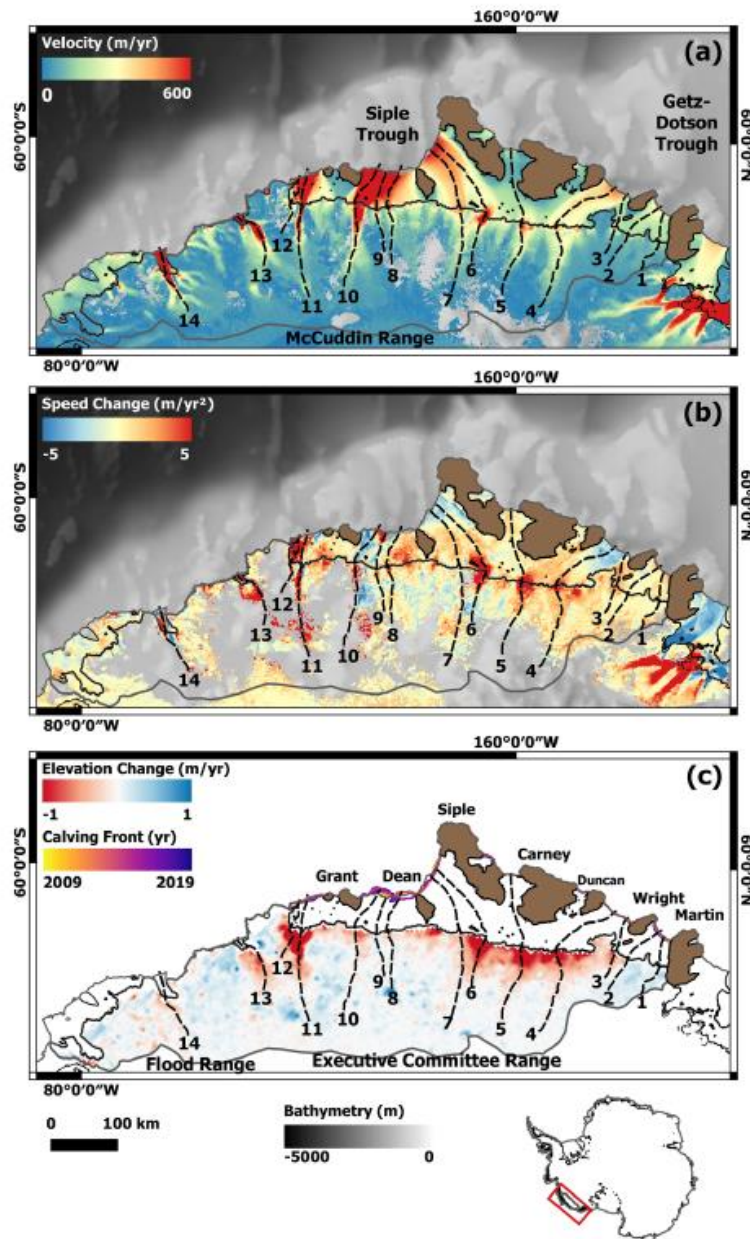 160°0′0″W
Velocity (m/yr)
(a)
0
600
Siple
Trough
Getz-
Dotson
Trough
60°0′0″S
60°0′0″N
12
13
14
11
10
9
8
7
6
5
4
3
2
1
McCuddin Range
80°0′0″W
160°0′0″W
Speed Change (m/yr²)
(b)
-5
5
60°0′0″S
60°0′0″N
12
13
14
11
10
9
8
7
6
5
4
3
2
1
80°0′0″W
160°0′0″W
Elevation Change (m/yr)
(c)
-1
1
Calving Front (yr)
2009
2019
Siple
Grant
Dean
Carney
Duncan
Wright
Martin
60°0′0″S
60°0′0″N
12
13
14
11
10
9
8
7
6
5
4
3
2
1
Flood Range
Executive Committee Range
80°0′0″W
0
100 km
Bathymetry (m)
-5000
0